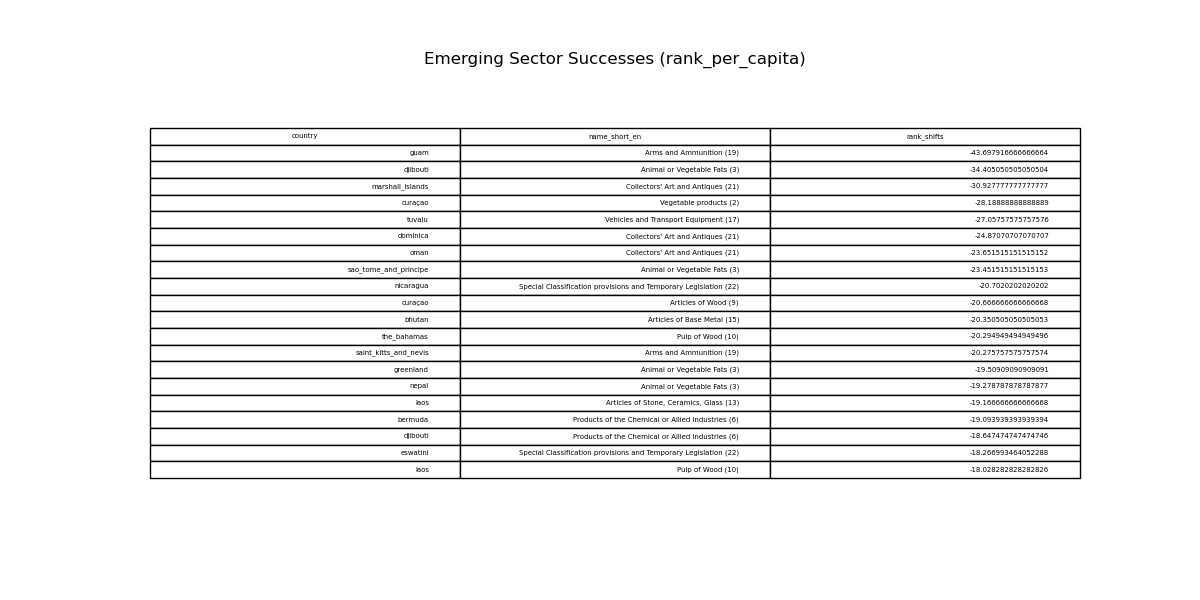 Emerging Sector Successes (rank_per_capita)
country name_short_en rank_shifts
guam Arms and Ammunition (19) -43.697916666666664
djibouti Animal or Vegetable Fats (3) -34.405050505050504
marshall_islands Collectors' Art and Antiques (21) -30.927777777777777
curaçao Vegetable products (2) -28.18888888888889
tuvalu Vehicles and Transport Equipment (17) -27.05757575757576
dominica Collectors' Art and Antiques (21) -24.87070707070707
oman Collectors' Art and Antiques (21) -23.651515151515152
sao_tome_and_principe Animal or Vegetable Fats (3) -23.451515151515153
nicaragua Special Classification provisions and Temporary Legislation (22) -20.7020202020202
curaçao Articles of Wood (9) -20.666666666666668
bhutan Articles of Base Metal (15) -20.350505050505053
the_bahamas Pulp of Wood (10) -20.294949494949496
saint_kitts_and_nevis Arms and Ammunition (19) -20.275757575757574
greenland Animal or Vegetable Fats (3) -19.50909090909091
nepal Animal or Vegetable Fats (3) -19.278787878787877
laos Articles of Stone, Ceramics, Glass (13) -19.166666666666668
bermuda Products of the Chemical or Allied Industries (6) -19.093939393939394
djibouti Products of the Chemical or Allied Industries (6) -18.647474747474746
eswatini Special Classification provisions and Temporary Legislation (22) -18.266993464052288
laos Pulp of Wood (10) -18.028282828282826